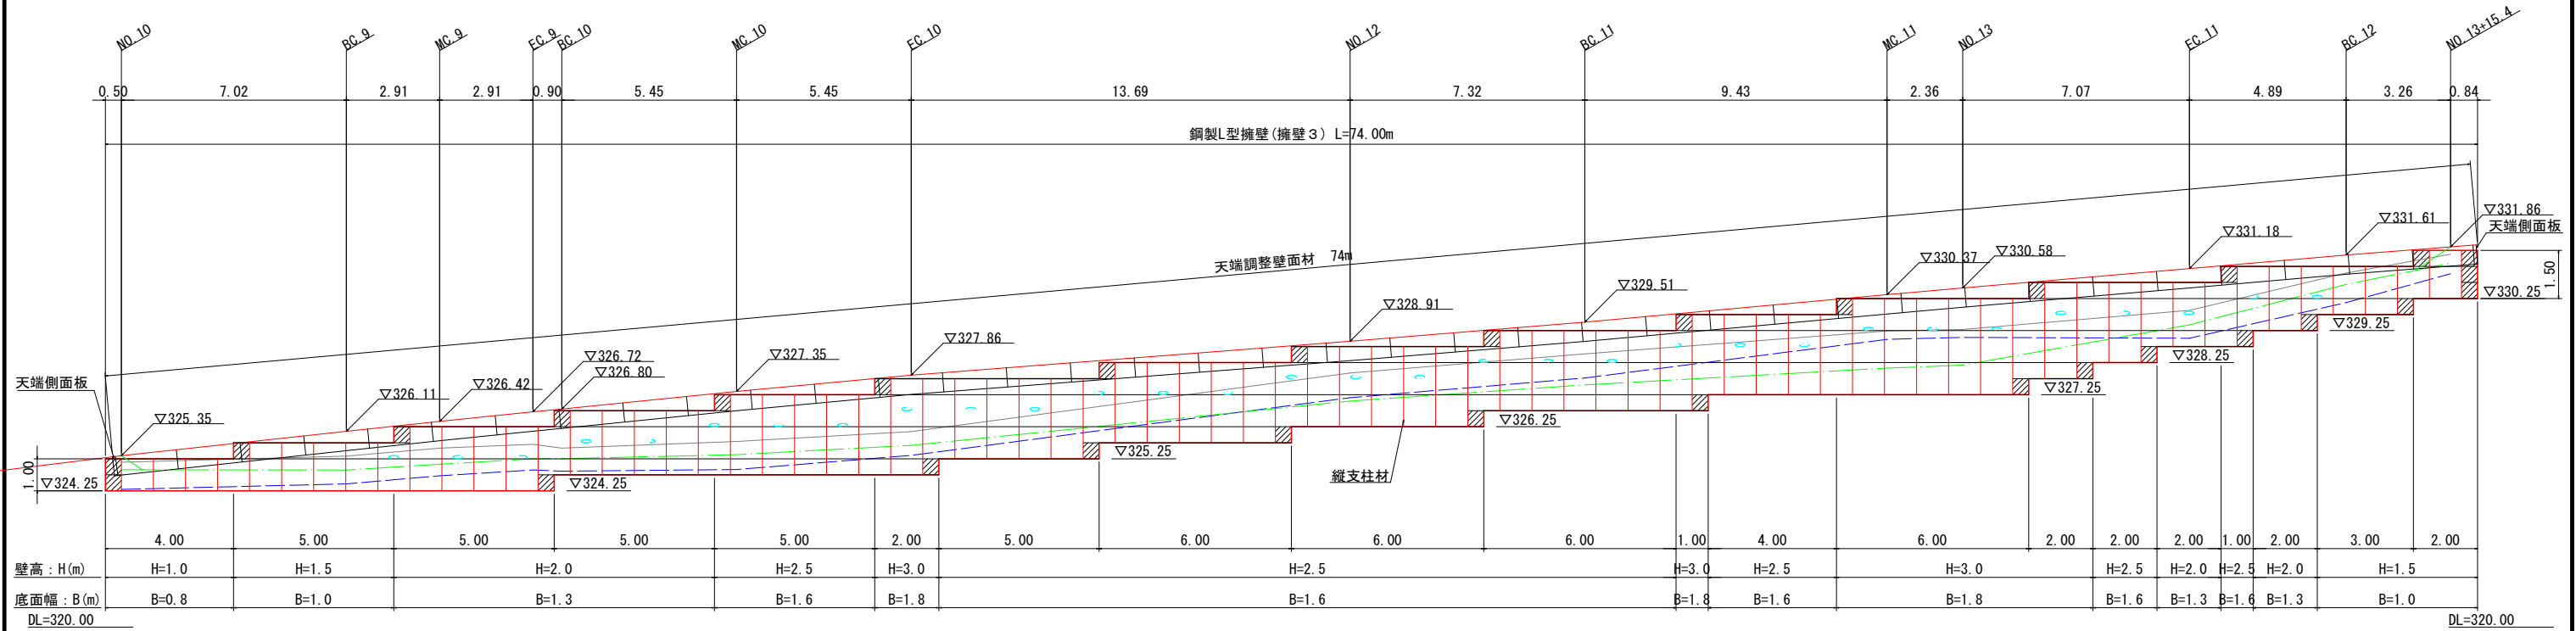 NO.10 BC.9 MC.9 EC.9 BC.10 MC.10 EC.10 NO.12 BC.11 MC.11 NO.13 EC.11 BC.12 NO.13+15.4
0.50 7.02 2.91 2.91 0.90 5.45 5.45 13.69 7.32 9.43 2.36 7.07 4.89 3.26 0.84
鋼製L型擁壁(擁壁3) L=74.00m
天端調整壁面材 74m
▽331.86
天端側面板
▽331.61
▽331.18
▽330.58
▽330.37
▽329.51
▽328.91
▽327.86
▽327.35
▽326.72
▽326.80
▽326.42
▽326.11
▽325.35
天端側面板
1.50
▽330.25
▽329.25
▽328.25
▽327.25
▽326.25
▽325.25
縦支柱材
1.00
▽324.25
▽324.25
4.00 5.00 5.00 5.00 5.00 2.00 5.00 6.00 6.00 6.00 1.00 4.00 6.00 2.00 2.00 2.00 1.00 2.00 3.00 2.00
壁高:H(m) H=1.0 H=1.5 H=2.0 H=2.5 H=3.0 H=2.5 H=3.0 H=2.5 H=3.0 H=2.5 H=2.0 H=2.5 H=2.0 H=1.5
底面幅:B(m) B=0.8 B=1.0 B=1.3 B=1.6 B=1.8 B=1.6 B=1.8 B=1.6 B=1.8 B=1.6 B=1.3 B=1.6 B=1.3 B=1.0
DL=320.00 DL=320.00